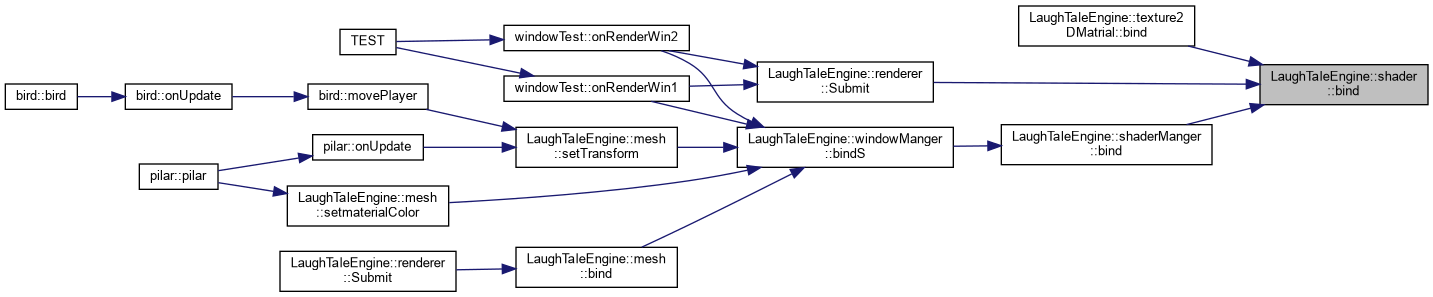 LaughTaleEngine::texture2
DMatrial::bind
TEST
windowTest::onRenderWin2
LaughTaleEngine::renderer
::Submit
LaughTaleEngine::shader
::bind
bird::bird
bird::onUpdate
bird::movePlayer
windowTest::onRenderWin1
pilar::onUpdate
LaughTaleEngine::mesh
::setTransform
LaughTaleEngine::windowManger
::bindS
LaughTaleEngine::shaderManger
::bind
pilar::pilar
LaughTaleEngine::mesh
::setmaterialColor
LaughTaleEngine::renderer
::Submit
LaughTaleEngine::mesh
::bind